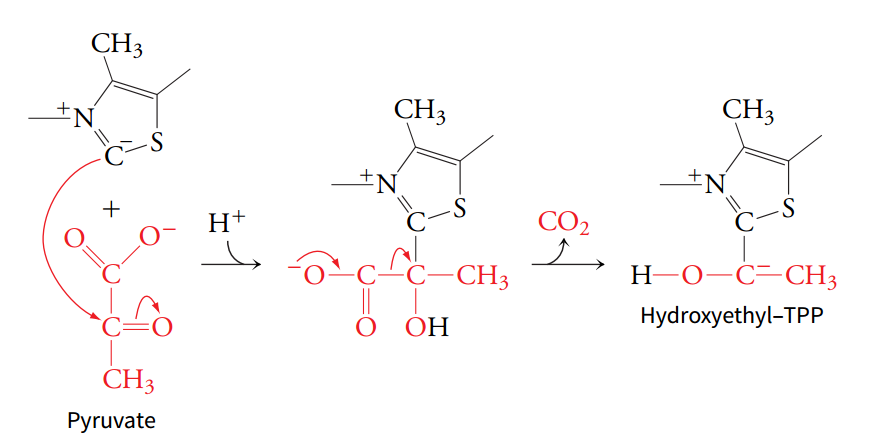 CH₃
+N
C−
S
+
O
O−
C
C=O
CH₃
Pyruvate
H⁺
CH₃
+N
S
C
−O—C—C—CH₃
O
OH
CO₂
CH₃
+N
S
C
H—O—C−—CH₃
Hydroxyethyl–TPP